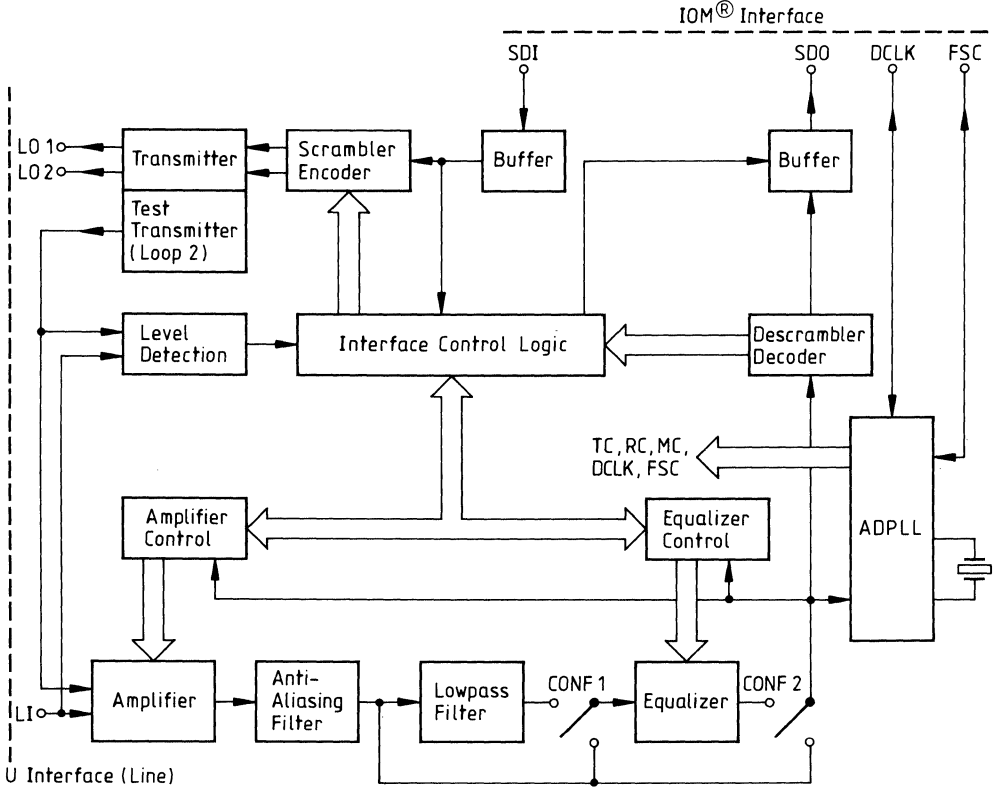 IOM® Interface
SDI
SDO
DCLK
FSC
LO 1
LO 2
Transmitter
Scrambler
Encoder
Buffer
Buffer
Test
Transmitter
(Loop 2)
Level
Detection
Interface Control Logic
Descrambler
Decoder
TC, RC, MC,
DCLK, FSC
Amplifier
Control
Equalizer
Control
ADPLL
LI
Amplifier
Anti-
Aliasing
Filter
Lowpass
Filter
CONF 1
Equalizer
CONF 2
U Interface (Line)